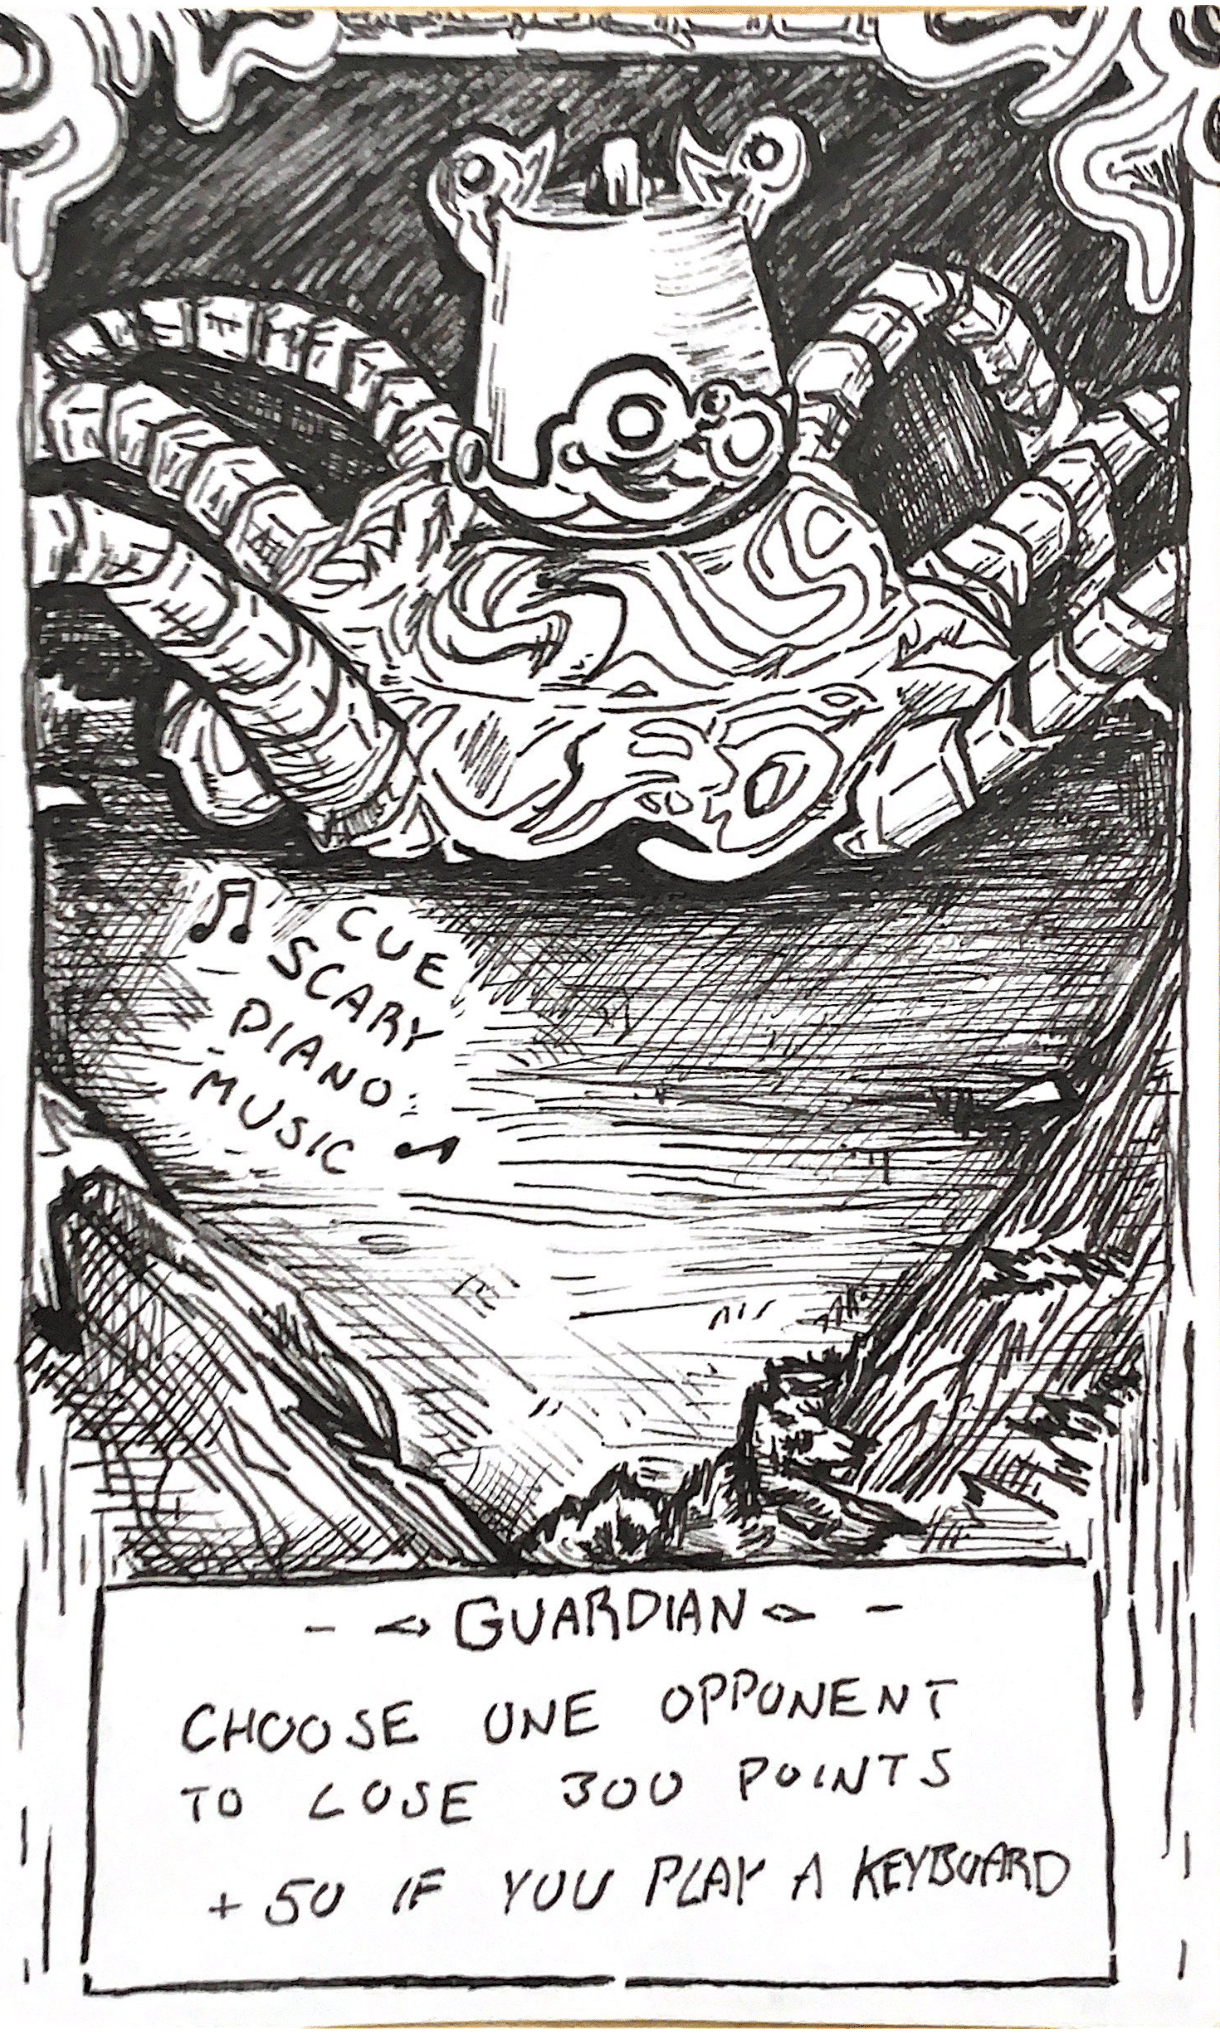 ♫ CUE
SCARY
PIANO
MUSIC ♪
- <> GUARDIAN <> -
CHOOSE ONE OPPONENT
TO LOSE 300 POINTS
+50 IF YOU PLAY A KEYBOARD